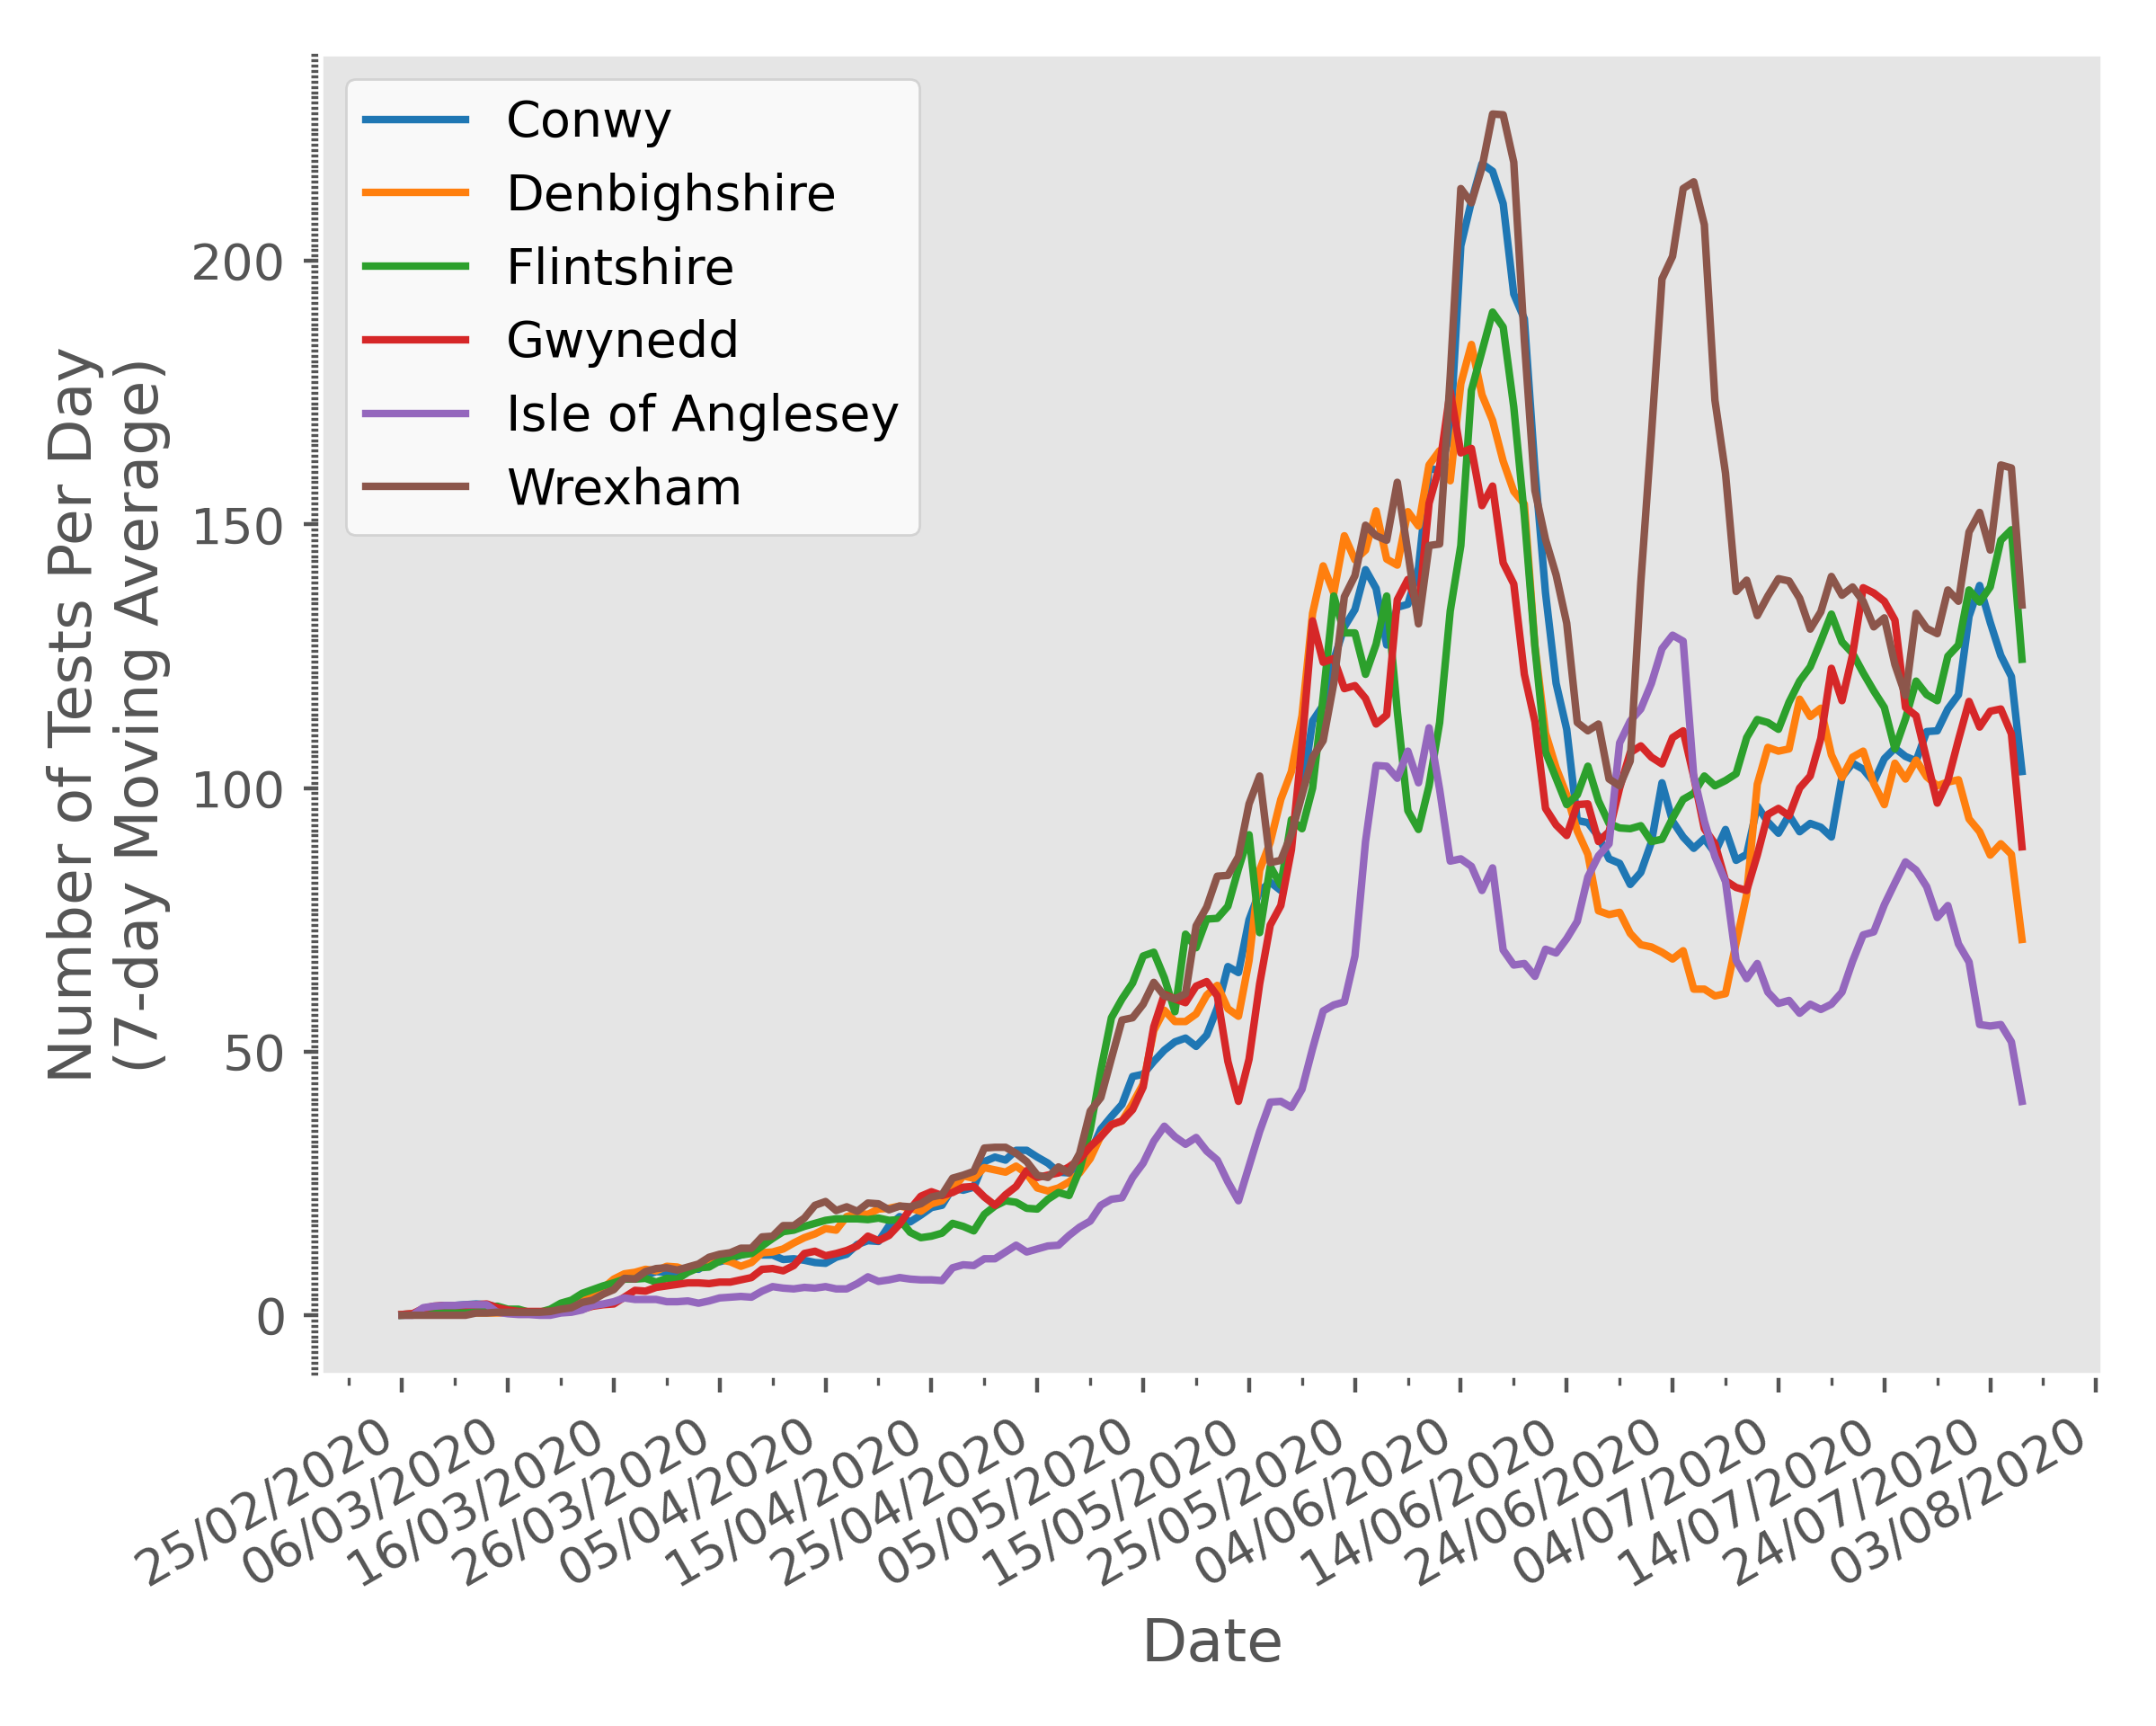 Number of Tests Per Day
(7-day Moving Average)
200
150
100
50
0
Conwy
Denbighshire
Flintshire
Gwynedd
Isle of Anglesey
Wrexham
25/02/2020
06/03/2020
16/03/2020
26/03/2020
05/04/2020
15/04/2020
25/04/2020
05/05/2020
15/05/2020
25/05/2020
04/06/2020
14/06/2020
24/06/2020
04/07/2020
14/07/2020
24/07/2020
03/08/2020
Date